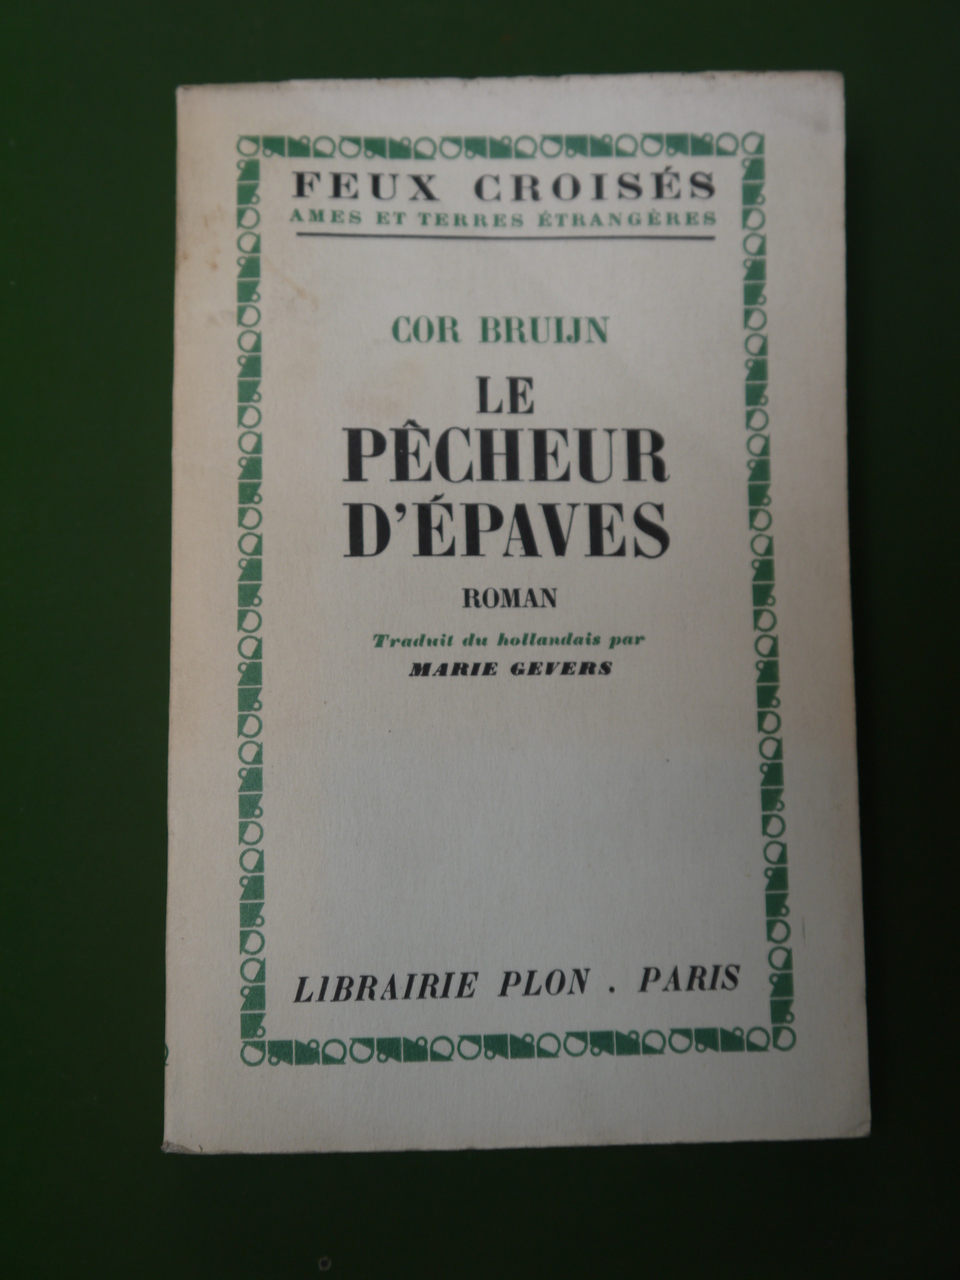 FEUX CROISÉS
AMES ET TERRES ÉTRANGÈRES
COR BRUIJN
LE
PÊCHEUR
D'ÉPAVES
ROMAN
Traduit du hollandais par
MARIE GEVERS
LIBRAIRIE PLON . PARIS